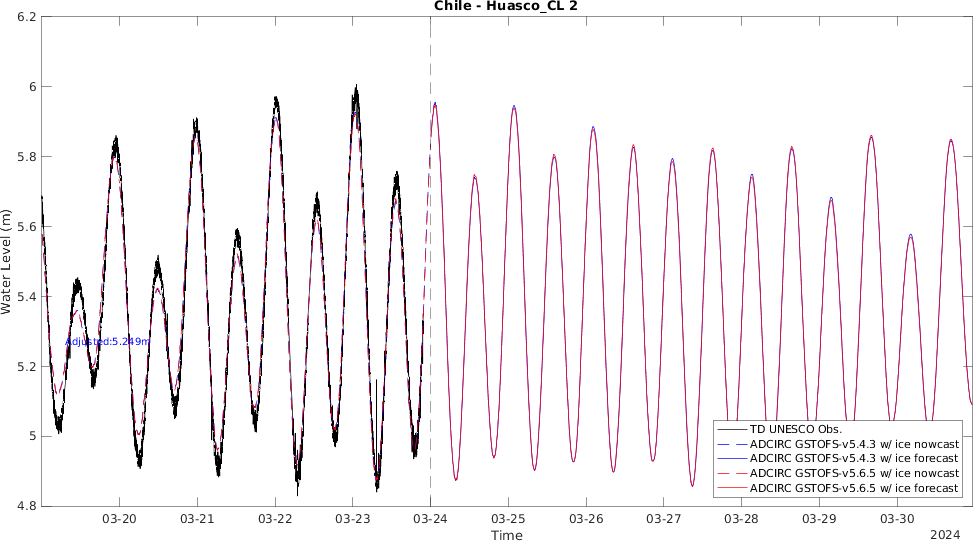 Chile - Huasco_CL 2
6.2
6
5.8
5.6
5.4
5.2
5
4.8
Water Level (m)
Adjusted:5.249m
TD UNESCO Obs.
ADCIRC GSTOFS-v5.4.3 w/ ice nowcast
ADCIRC GSTOFS-v5.4.3 w/ ice forecast
ADCIRC GSTOFS-v5.6.5 w/ ice nowcast
ADCIRC GSTOFS-v5.6.5 w/ ice forecast
03-20 03-21 03-22 03-23 03-24 03-25 03-26 03-27 03-28 03-29 03-30
Time
2024